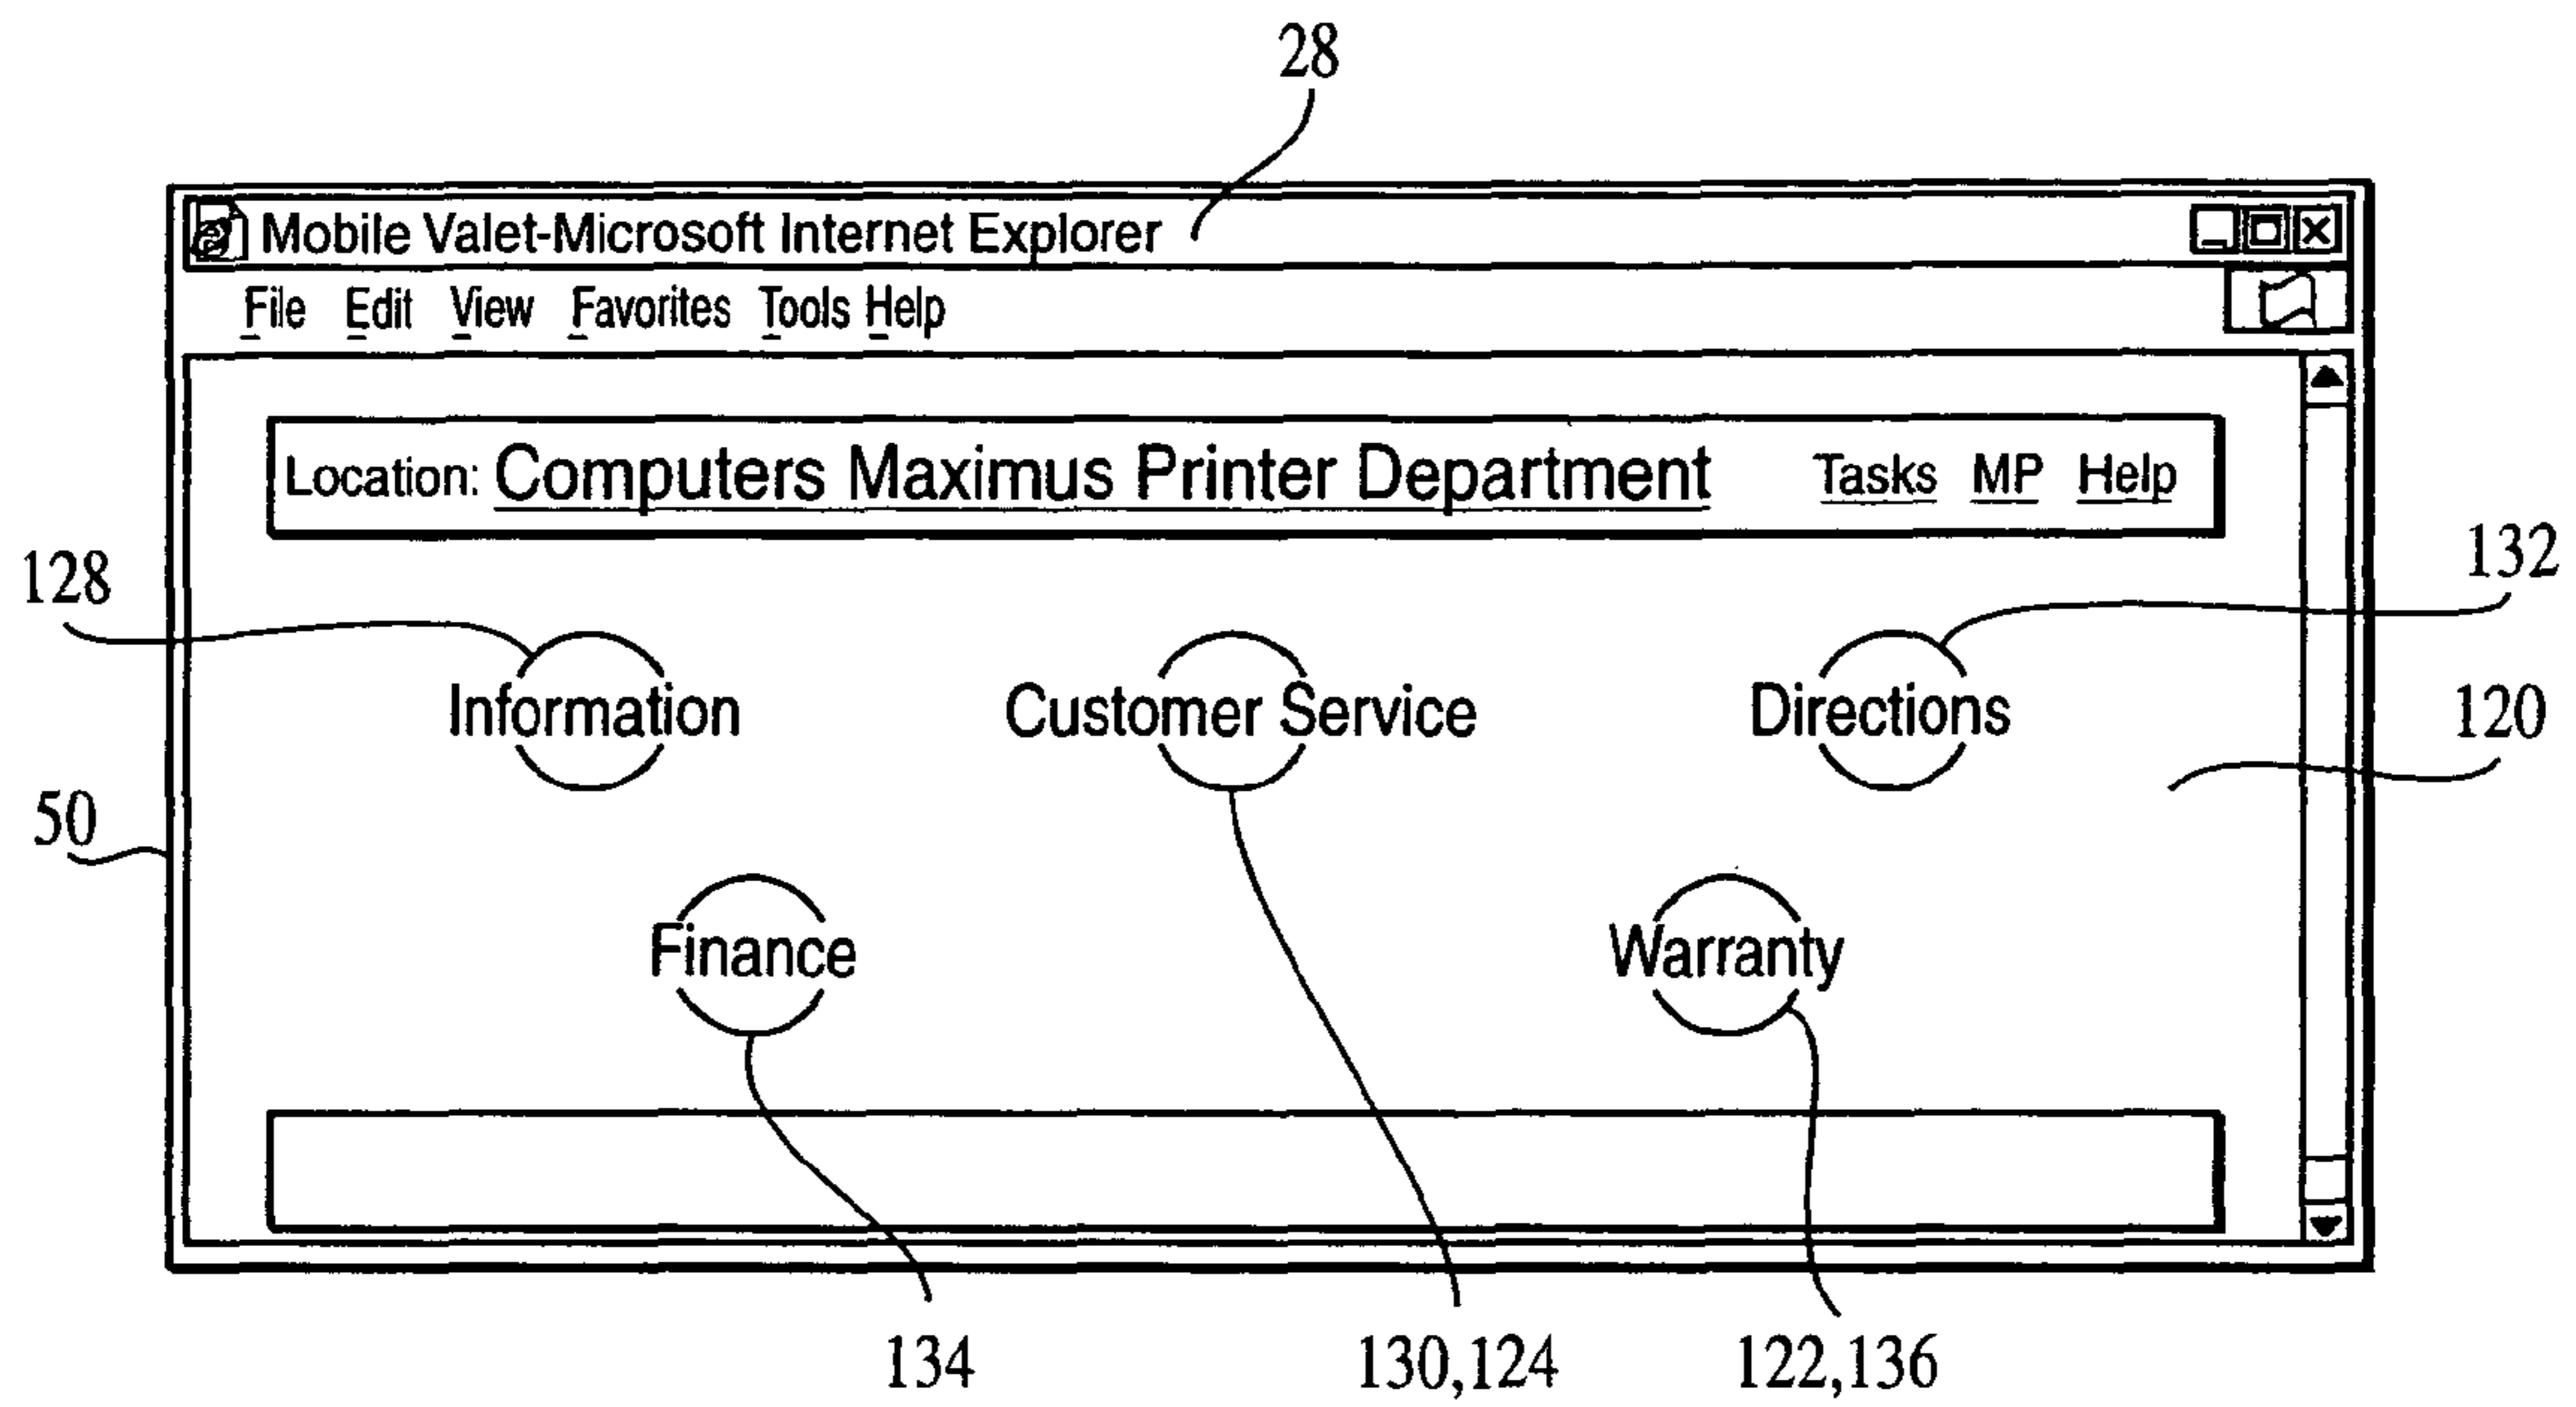 28
Mobile Valet-Microsoft Internet Explorer
File Edit View Favorites Tools Help
Location: Computers Maximus Printer Department Tasks MP Help
128
132
Information Customer Service Directions
120
50
Finance Warranty
134 130,124 122,136